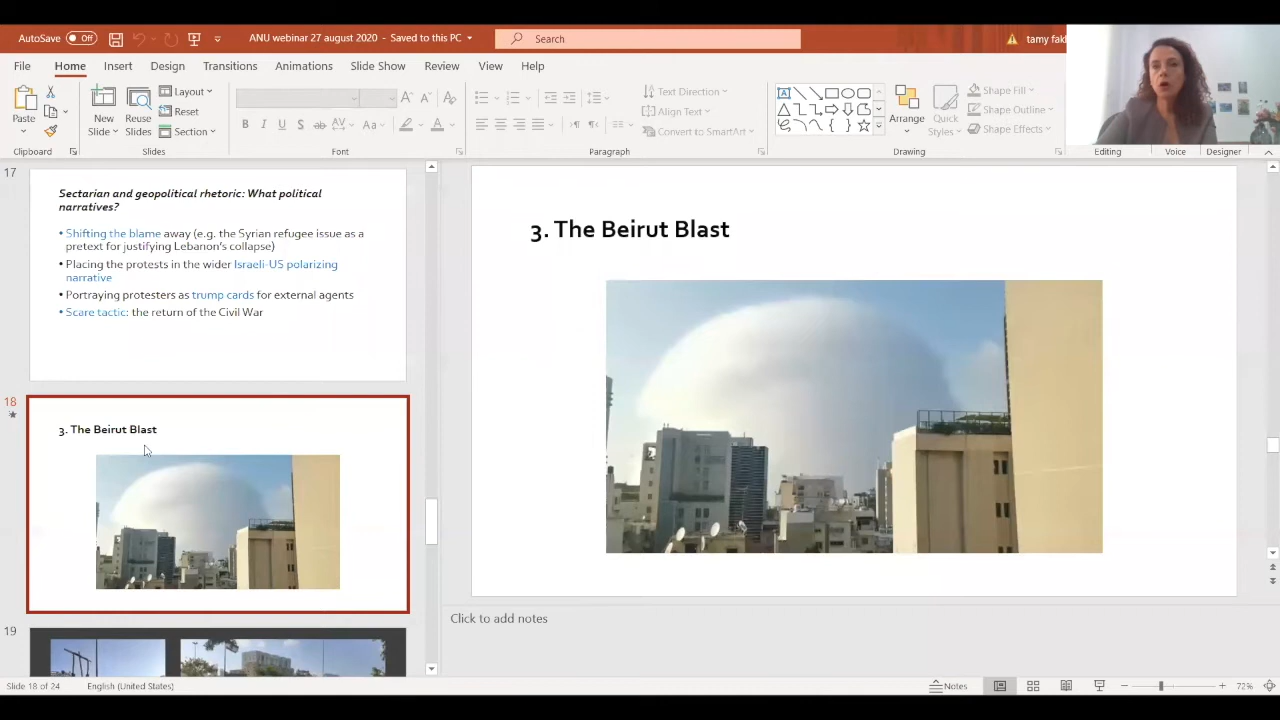 AutoSave
Off
ANU webinar 27 august 2020 - Saved to this PC
Search
tamy fakh
File
Home
Insert
Design
Transitions
Animations
Slide Show
Review
View
Help
Paste
New
Slide
Reuse
Slides
Layout
Reset
Section
B I U S ab AV Aa A
Text Direction
Align Text
Convert to SmartArt
Arrange
Quick
Styles
Shape Fill
Shape Outline
Shape Effects
Clipboard
Slides
Font
Paragraph
Drawing
Editing
Voice
Designer
17
Sectarian and geopolitical rhetoric: What political
narratives?
• Shifting the blame away (e.g. the Syrian refugee issue as a
pretext for justifying Lebanon's collapse)
• Placing the protests in the wider Israeli-US polarizing
narrative
• Portraying protesters as trump cards for external agents
• Scare tactic: the return of the Civil War
18
3. The Beirut Blast
19
3. The Beirut Blast
Click to add notes
Slide 18 of 24
English (United States)
Notes
72%